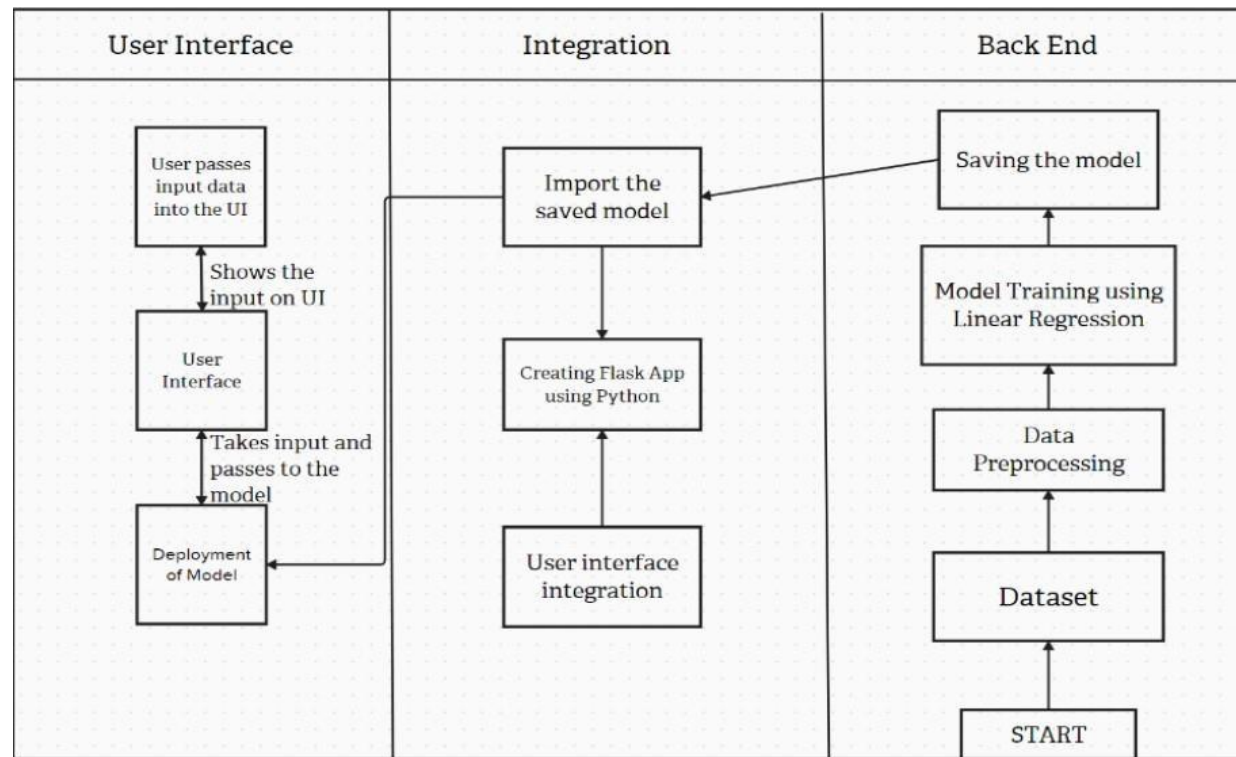 User Interface
Integration
Back End
User passes
input data
into the UI
Shows the
input on UI
User
Interface
Takes input and
passes to the
model
Deployment
of Model
Import the
saved model
Creating Flask App
using Python
User interface
integration
Saving the model
Model Training using
Linear Regression
Data
Preprocessing
Dataset
START